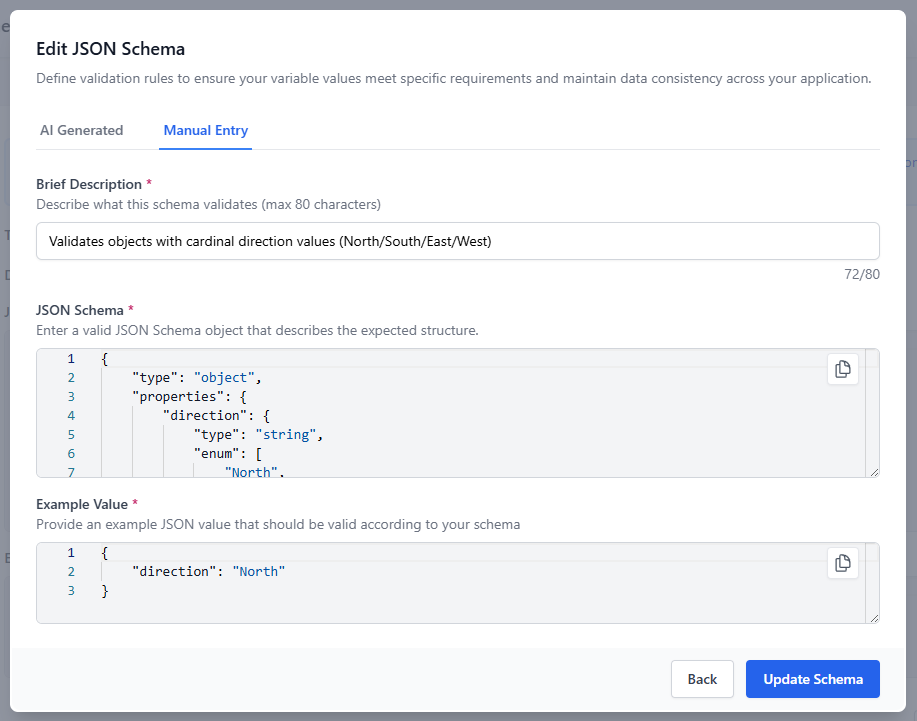 Edit JSON Schema
Define validation rules to ensure your variable values meet specific requirements and maintain data consistency across your application.
AI Generated
Manual Entry
Brief Description *
Describe what this schema validates (max 80 characters)
Validates objects with cardinal direction values (North/South/East/West)
72/80
JSON Schema *
Enter a valid JSON Schema object that describes the expected structure.
1 {
2 "type": "object",
3 "properties": {
4 "direction": {
5 "type": "string",
6 "enum": [
7 "North",
Example Value *
Provide an example JSON value that should be valid according to your schema
1 {
2 "direction": "North"
3 }
Back
Update Schema